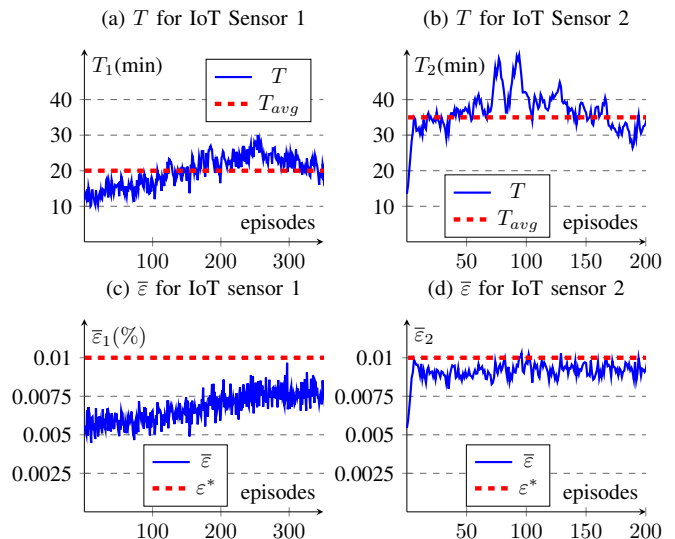 (a) T for IoT Sensor 1
T₁(min)
T
T_avg
40
30
20
10
episodes
100
200
300
(b) T for IoT Sensor 2
T₂(min)
40
30
20
10
T
T_avg
episodes
50
100
150
200
(c) ε̅ for IoT sensor 1
ε̅₁(%)
0.01
0.0075
0.005
0.0025
ε̅
ε*
episodes
100
200
300
(d) ε̅ for IoT sensor 2
ε̅₂
0.01
0.0075
0.005
0.0025
ε̅
ε*
episodes
50
100
150
200